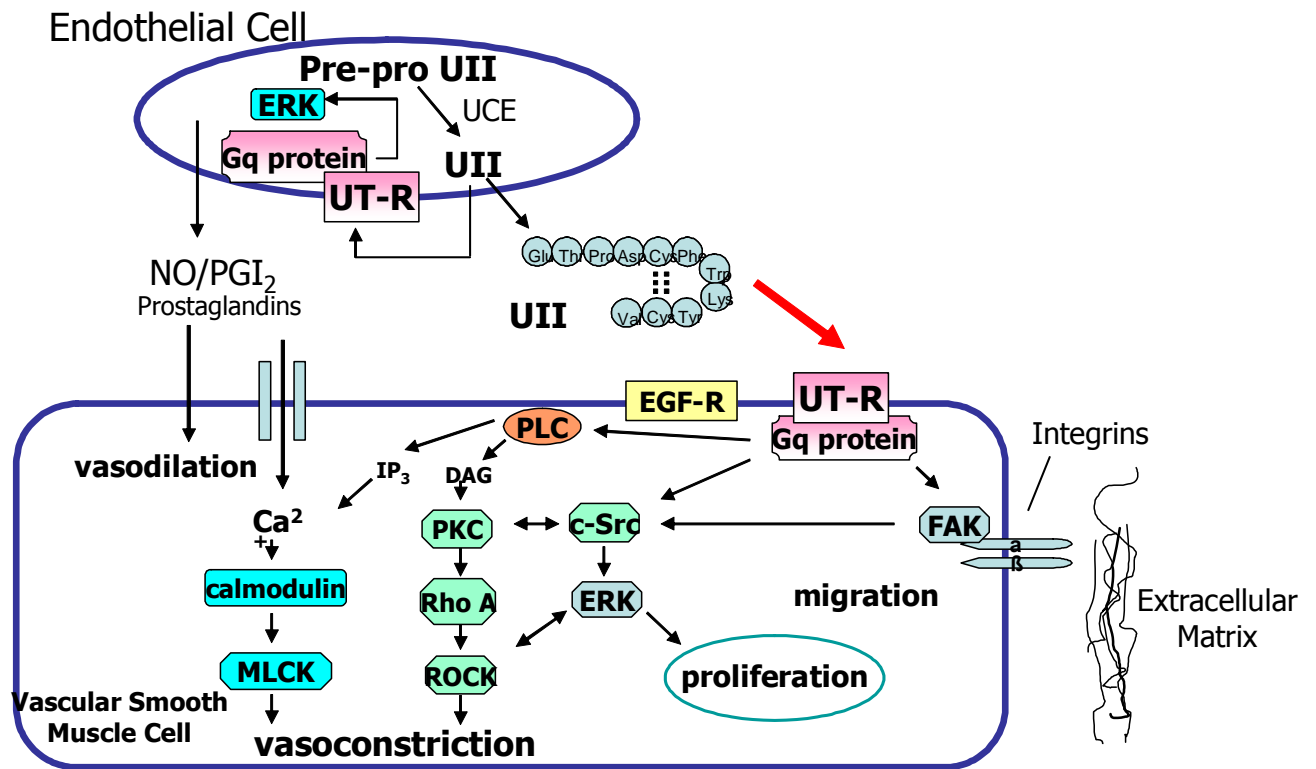 Endothelial Cell
Pre-pro UII
ERK
UCE
Gq protein
UII
UT-R
Glu Thr Pro Asp Cys Phe
Trp
Lys
Val Cys Tyr
UII
NO/PGI₂
Prostaglandins
EGF-R
UT-R
Gq protein
PLC
Integrins
vasodilation
IP₃
DAG
Ca²
+
PKC
c-Src
FAK
a
ß
calmodulin
Rho A
ERK
migration
Extracellular
Matrix
MLCK
ROCK
proliferation
Vascular Smooth
Muscle Cell
vasoconstriction